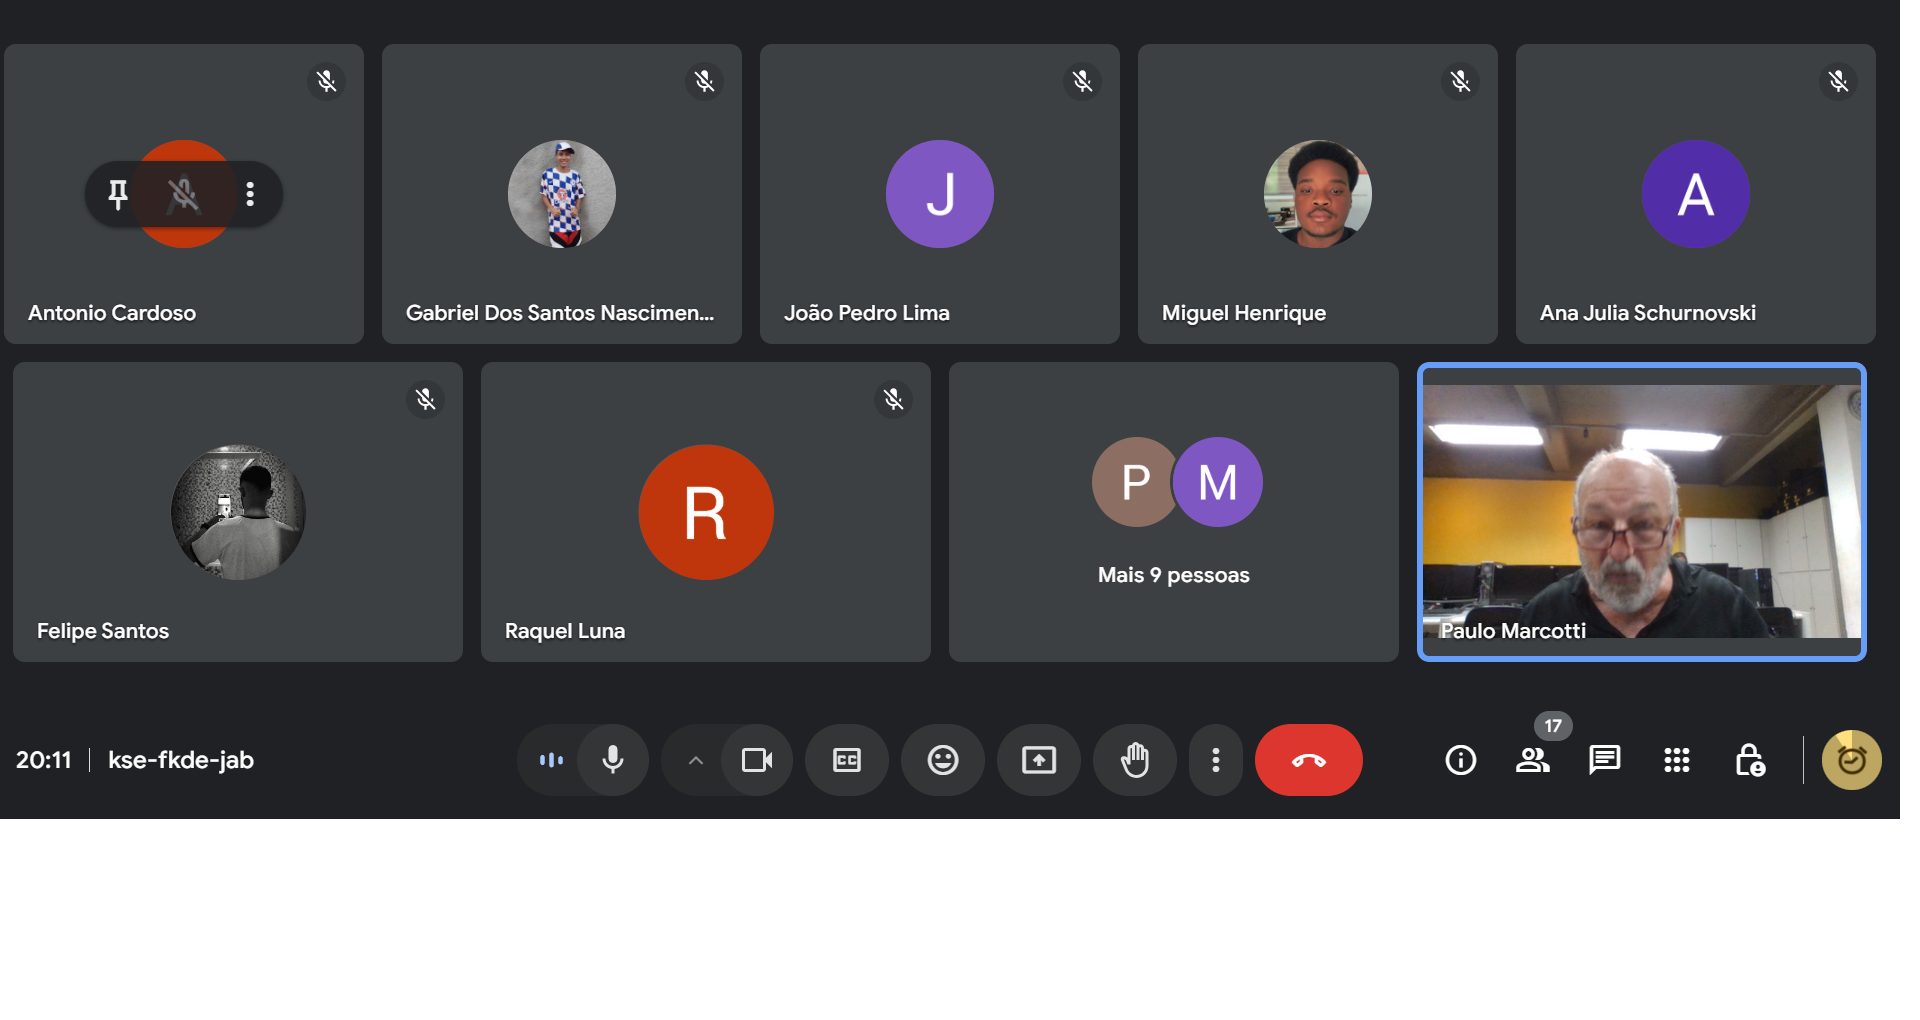 Antonio Cardoso
Gabriel Dos Santos Nascimen...
J
João Pedro Lima
Miguel Henrique
A
Ana Julia Schurnovski
Felipe Santos
R
Raquel Luna
P M
Mais 9 pessoas
Paulo Marcotti
20:11 | kse-fkde-jab
CC
17